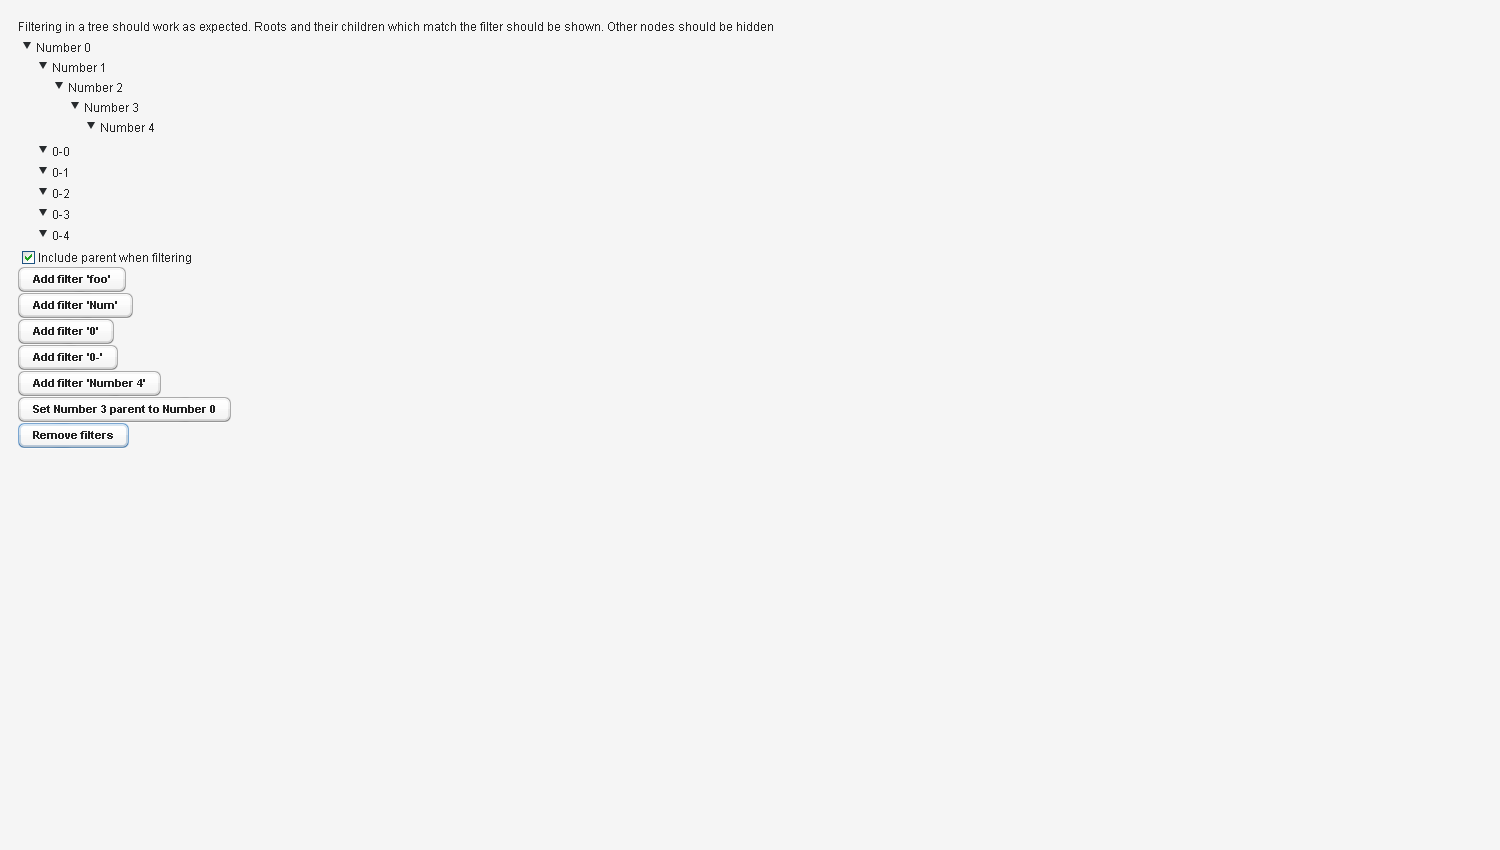 Filtering in a tree should work as expected. Roots and their children which match the filter should be shown. Other nodes should be hidden
Number 0
Number 1
Number 2
Number 3
Number 4
0-0
0-1
0-2
0-3
0-4
Include parent when filtering
Add filter 'foo'
Add filter 'Num'
Add filter '0'
Add filter '0-'
Add filter 'Number 4'
Set Number 3 parent to Number 0
Remove filters